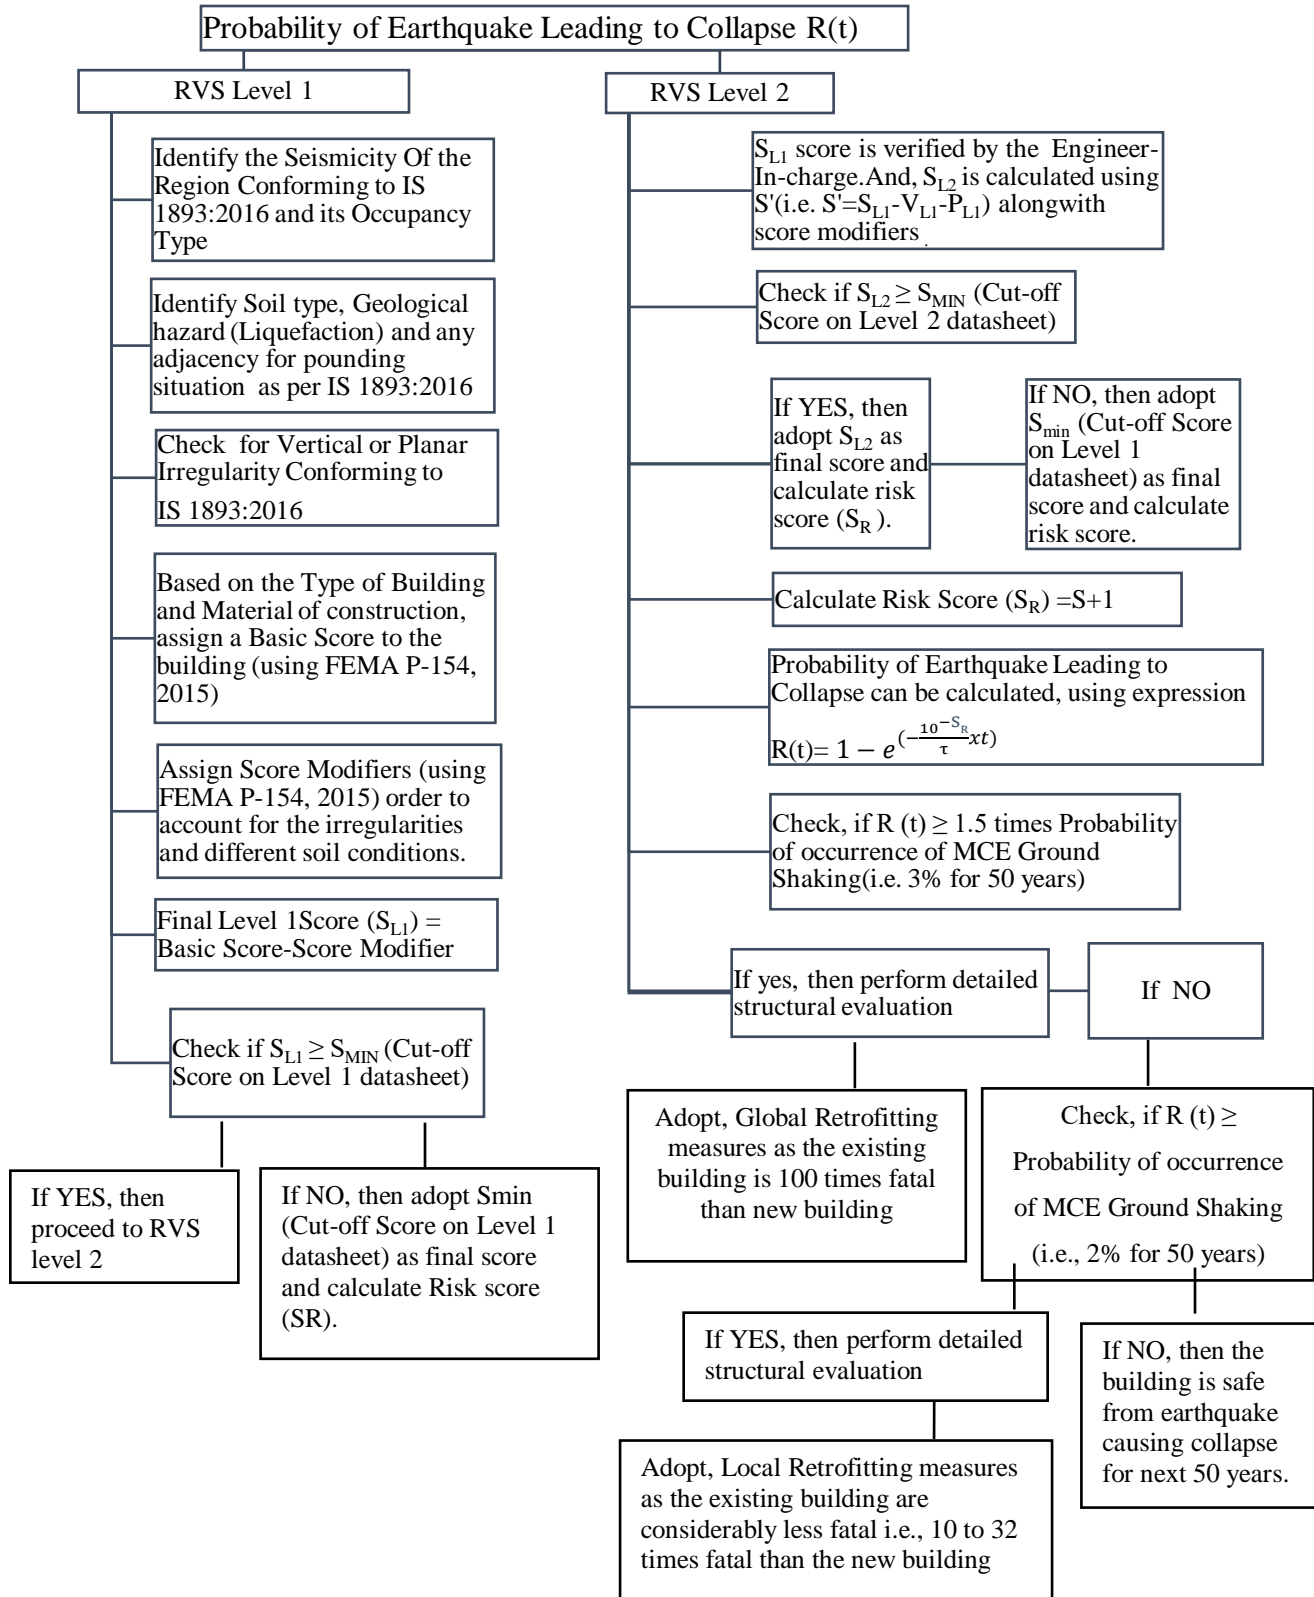 Probability of Earthquake Leading to Collapse R(t)
RVS Level 1
Identify the Seismicity Of the
Region Conforming to IS
1893:2016 and its Occupancy
Type
Identify Soil type, Geological
hazard (Liquefaction) and any
adjacency for pounding
situation as per IS 1893:2016
Check for Vertical or Planar
Irregularity Conforming to
IS 1893:2016
Based on the Type of Building
and Material of construction,
assign a Basic Score to the
building (using FEMA P-154,
2015)
Assign Score Modifiers (using
FEMA P-154, 2015) order to
account for the irregularities
and different soil conditions.
Final Level 1Score (S_L1) =
Basic Score-Score Modifier
Check if S_L1 ≥ S_MIN (Cut-off
Score on Level 1 datasheet)
If YES, then
proceed to RVS
level 2
If NO, then adopt Smin
(Cut-off Score on Level 1
datasheet) as final score
and calculate Risk score
(SR).
RVS Level 2
S_L1 score is verified by the Engineer-
In-charge.And, S_L2 is calculated using
S'(i.e. S'=S_L1-V_L1-P_L1) alongwith
score modifiers .
Check if S_L2 ≥ S_MIN (Cut-off
Score on Level 2 datasheet)
If YES, then
adopt S_L2 as
final score and
calculate risk
score (S_R ).
If NO, then adopt
S_min (Cut-off Score
on Level 1
datasheet) as final
score and calculate
risk score.
Calculate Risk Score (S_R) =S+1
Probability of Earthquake Leading to
Collapse can be calculated, using expression
R(t)= 1 − e^(−(10^−S_R/τ)xt)
Check, if R (t) ≥ 1.5 times Probability
of occurrence of MCE Ground
Shaking(i.e. 3% for 50 years)
If yes, then perform detailed
structural evaluation
If NO
Adopt, Global Retrofitting
measures as the existing
building is 100 times fatal
than new building
Check, if R (t) ≥
Probability of occurrence
of MCE Ground Shaking
(i.e., 2% for 50 years)
If YES, then perform detailed
structural evaluation
If NO, then the
building is safe
from earthquake
causing collapse
for next 50 years.
Adopt, Local Retrofitting measures
as the existing building are
considerably less fatal i.e., 10 to 32
times fatal than the new building